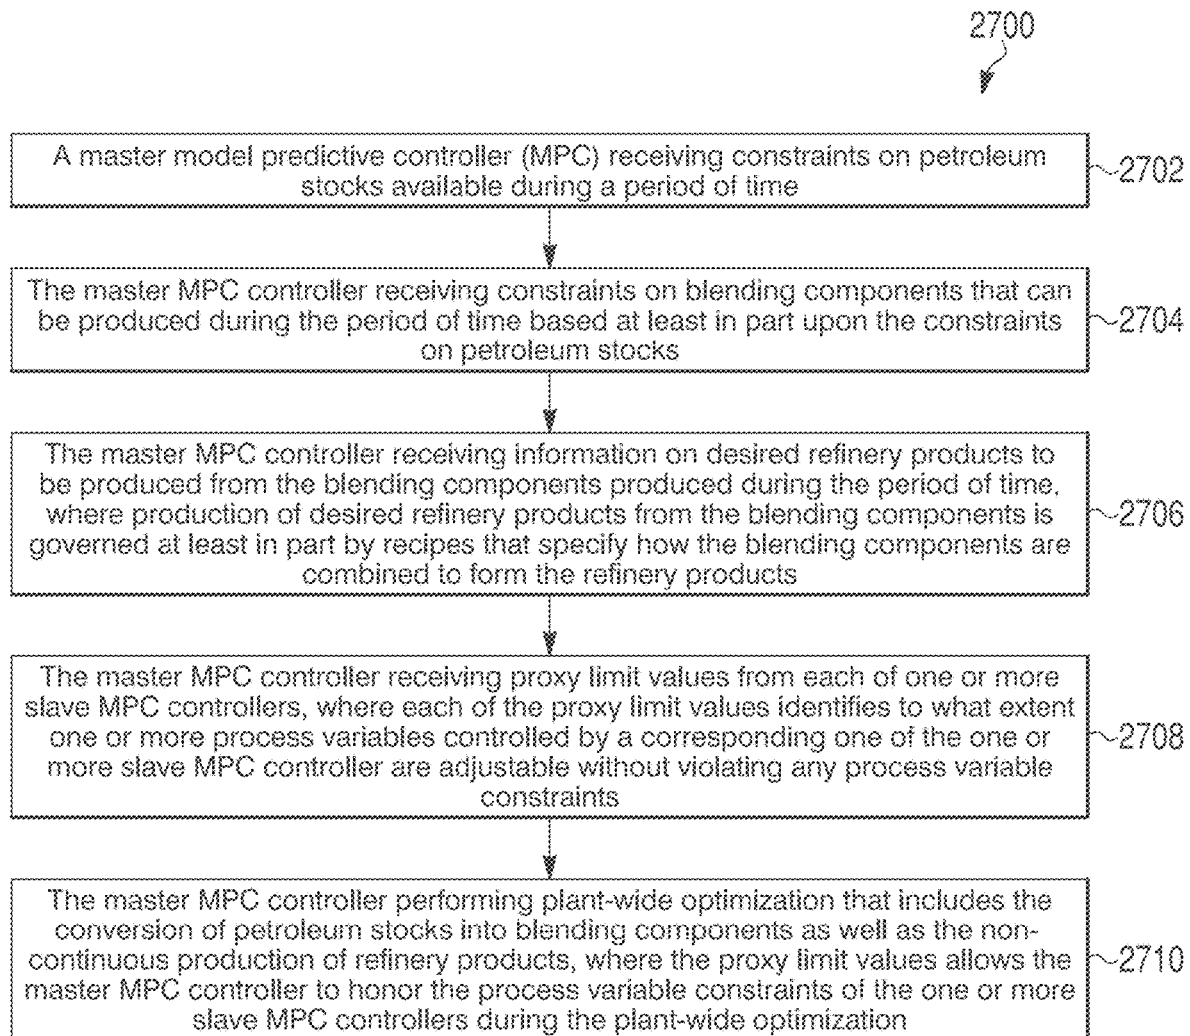 2700
A master model predictive controller (MPC) receiving constraints on petroleum
stocks available during a period of time
2702
The master MPC controller receiving constraints on blending components that can
be produced during the period of time based at least in part upon the constraints
on petroleum stocks
2704
The master MPC controller receiving information on desired refinery products to
be produced from the blending components produced during the period of time,
where production of desired refinery products from the blending components is
governed at least in part by recipes that specify how the blending components are
combined to form the refinery products
2706
The master MPC controller receiving proxy limit values from each of one or more
slave MPC controllers, where each of the proxy limit values identifies to what extent
one or more process variables controlled by a corresponding one of the one or
more slave MPC controller are adjustable without violating any process variable
constraints
2708
The master MPC controller performing plant-wide optimization that includes the
conversion of petroleum stocks into blending components as well as the non-
continuous production of refinery products, where the proxy limit values allows the
master MPC controller to honor the process variable constraints of the one or more
slave MPC controllers during the plant-wide optimization
2710